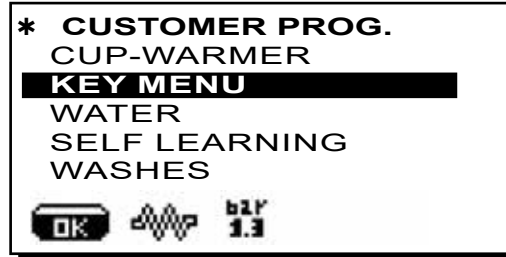 * CUSTOMER PROG.
CUP-WARMER
KEY MENU
WATER
SELF LEARNING
WASHES
OK bar
1.3